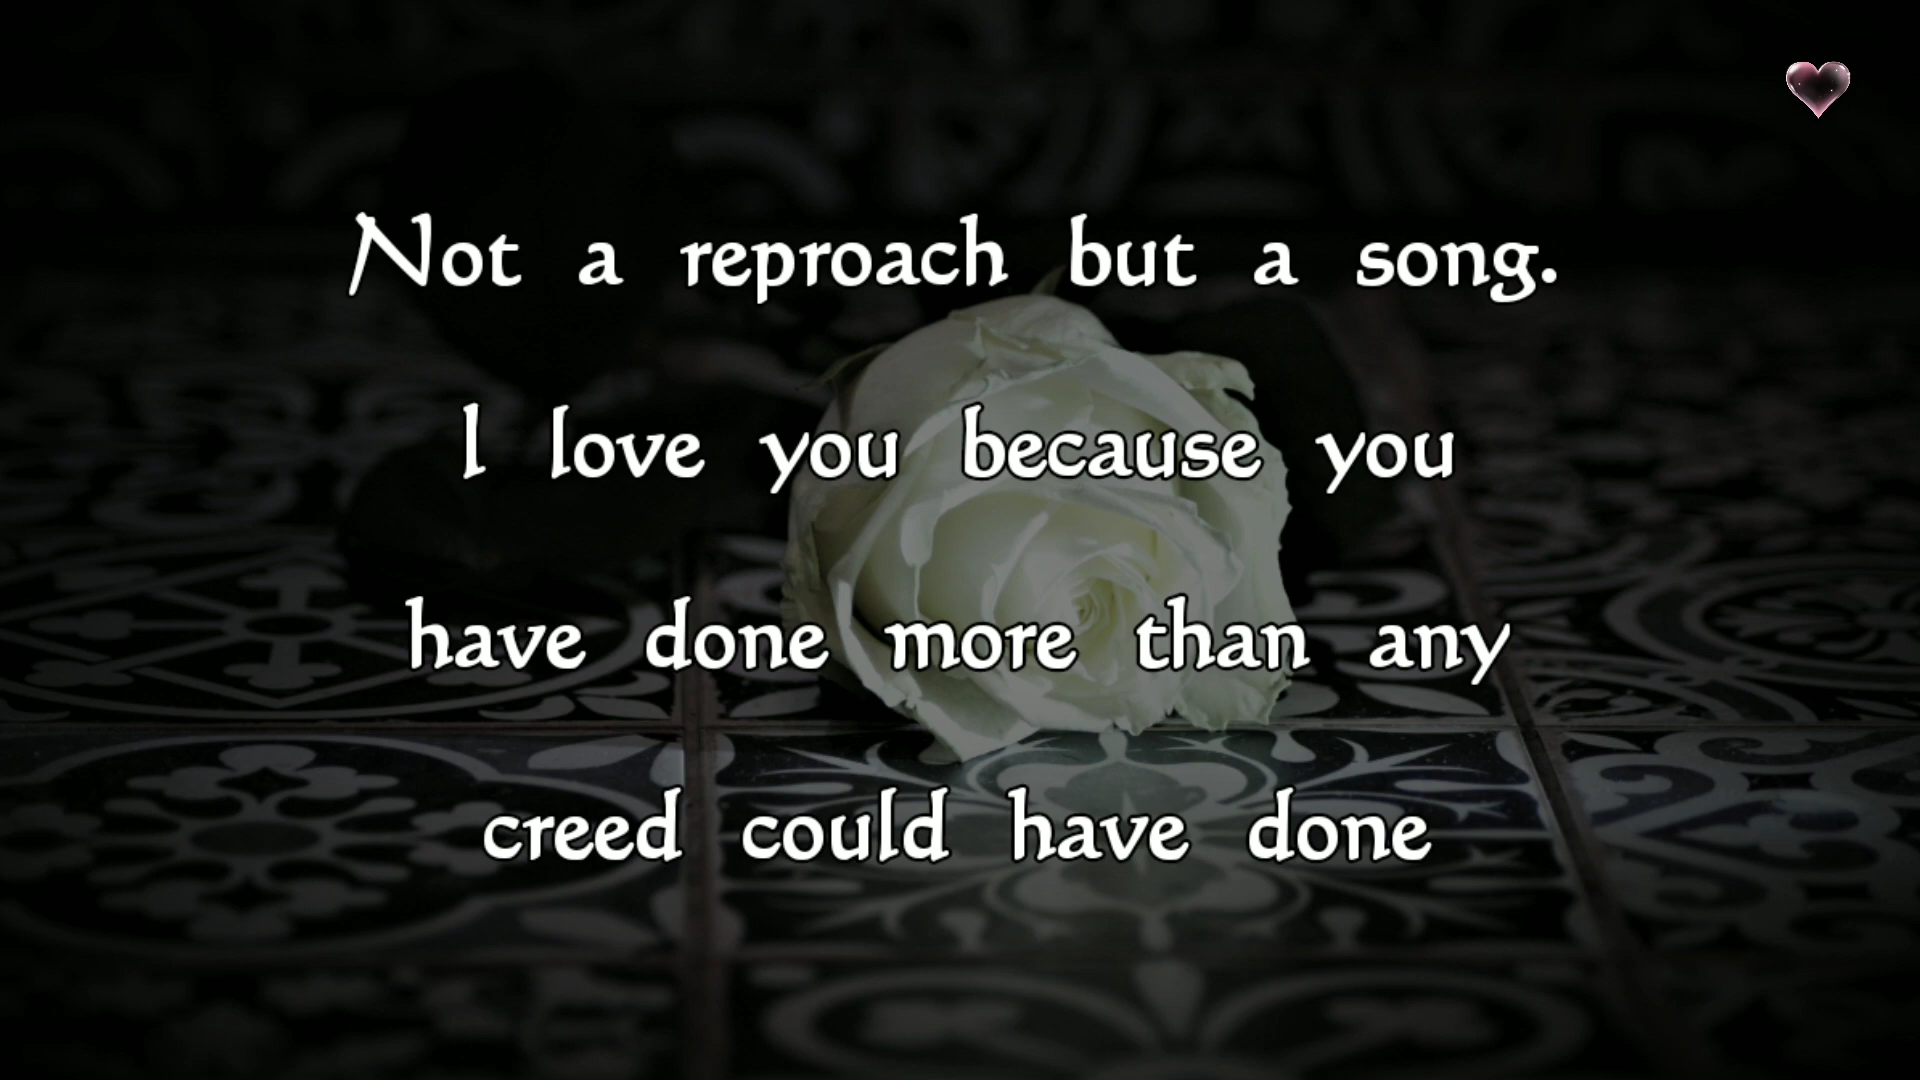 Not a reproach but a song.
I love you because you
have done more than any
creed could have done